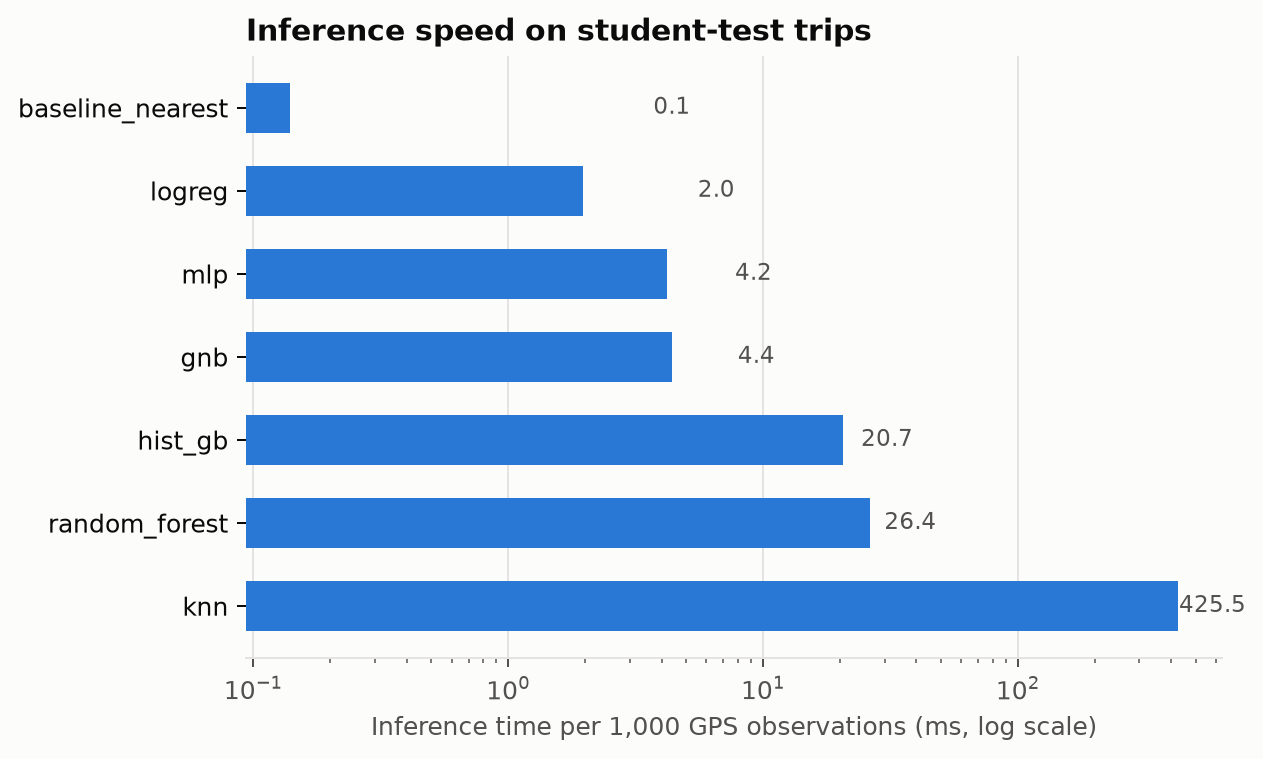 Inference speed on student-test trips
baseline_nearest 0.1
logreg 2.0
mlp 4.2
gnb 4.4
hist_gb 20.7
random_forest 26.4
knn 425.5
10⁻¹ 10⁰ 10¹ 10²
Inference time per 1,000 GPS observations (ms, log scale)